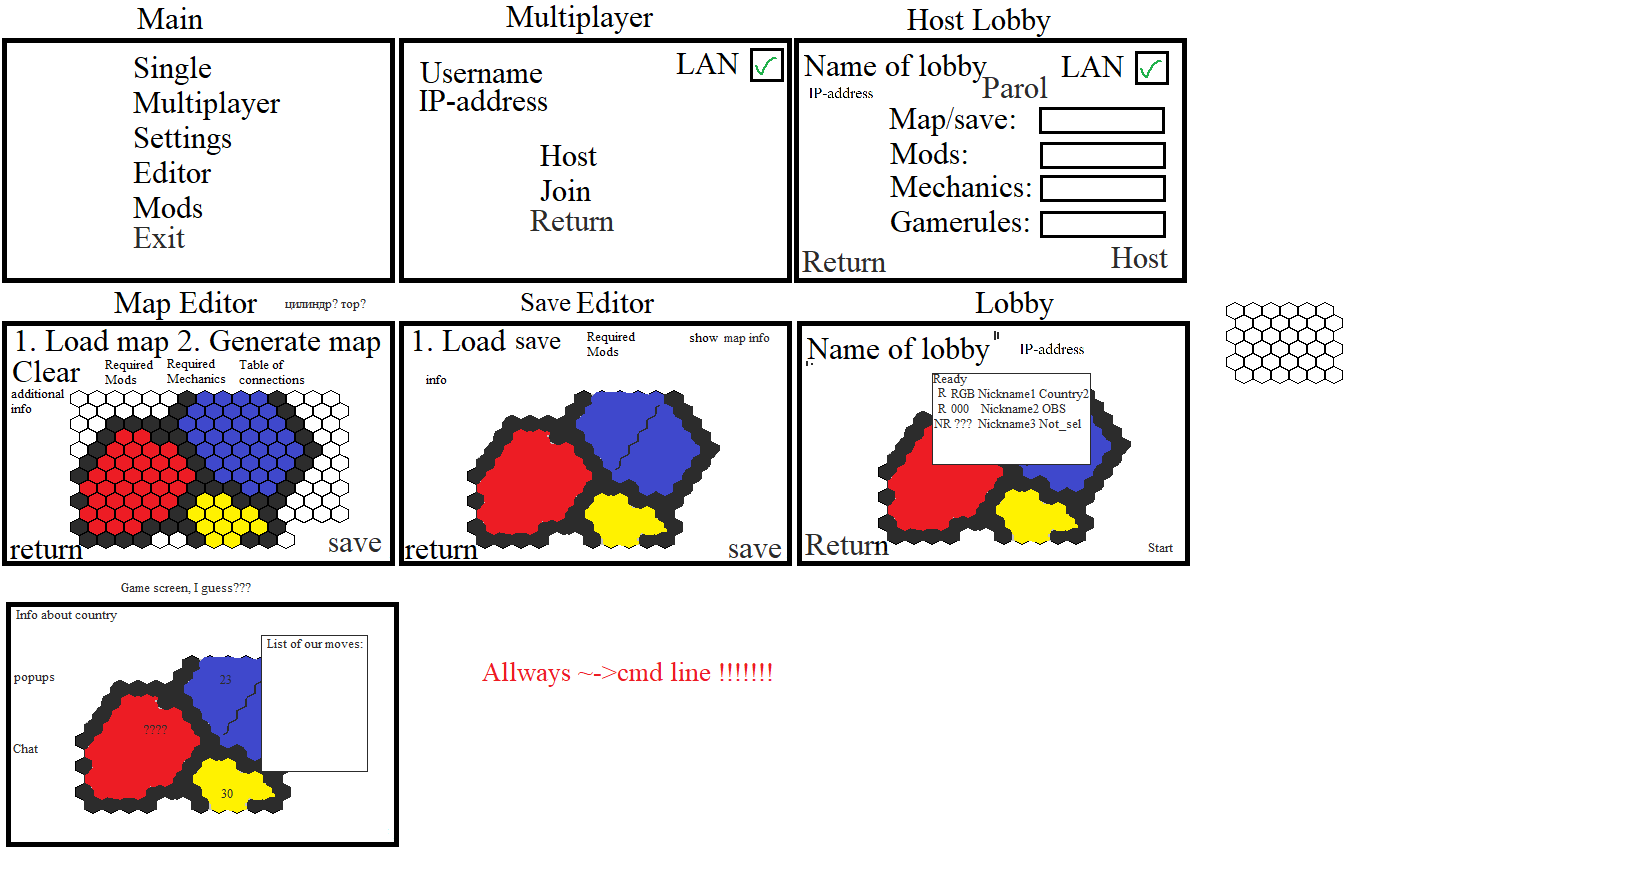 Main
Single
Multiplayer
Settings
Editor
Mods
Exit
Multiplayer
LAN
Username
IP-address
Host
Join
Return
Host Lobby
Name of lobby
LAN
IP-address
Parol
Map/save:
Mods:
Mechanics:
Gamerules:
Return
Host
Map Editor
цилиндр? тор?
1. Load map 2. Generate map
Clear
Required
Mods
Required
Mechanics
Table of
connections
additional
info
return
save
Save Editor
1. Load save
Required
Mods
show map info
info
return
save
Lobby
Name of lobby
IP-address
Ready
R RGB Nickname1 Country2
R 000 Nickname2 OBS
NR ??? Nickname3 Not_sel
Return
Start
Game screen, I guess???
Info about country
List of our moves:
popups
23
????
Chat
30
Allways ~->cmd line !!!!!!!